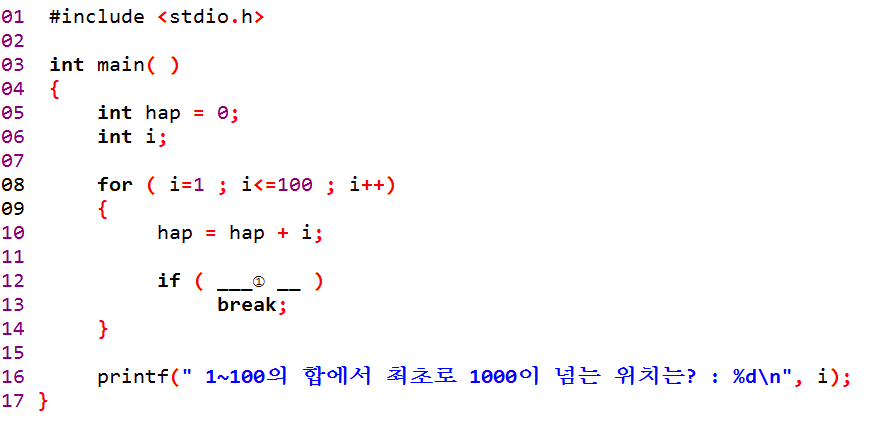 01 #include <stdio.h>
02
03 int main( )
04 {
05 int hap = 0;
06 int i;
07
08 for ( i=1 ; i<=100 ; i++)
09 {
10 hap = hap + i;
11
12 if ( ___① __ )
13 break;
14 }
15
16 printf(" 1~100의 합에서 최초로 1000이 넘는 위치는? : %d\n", i);
17 }